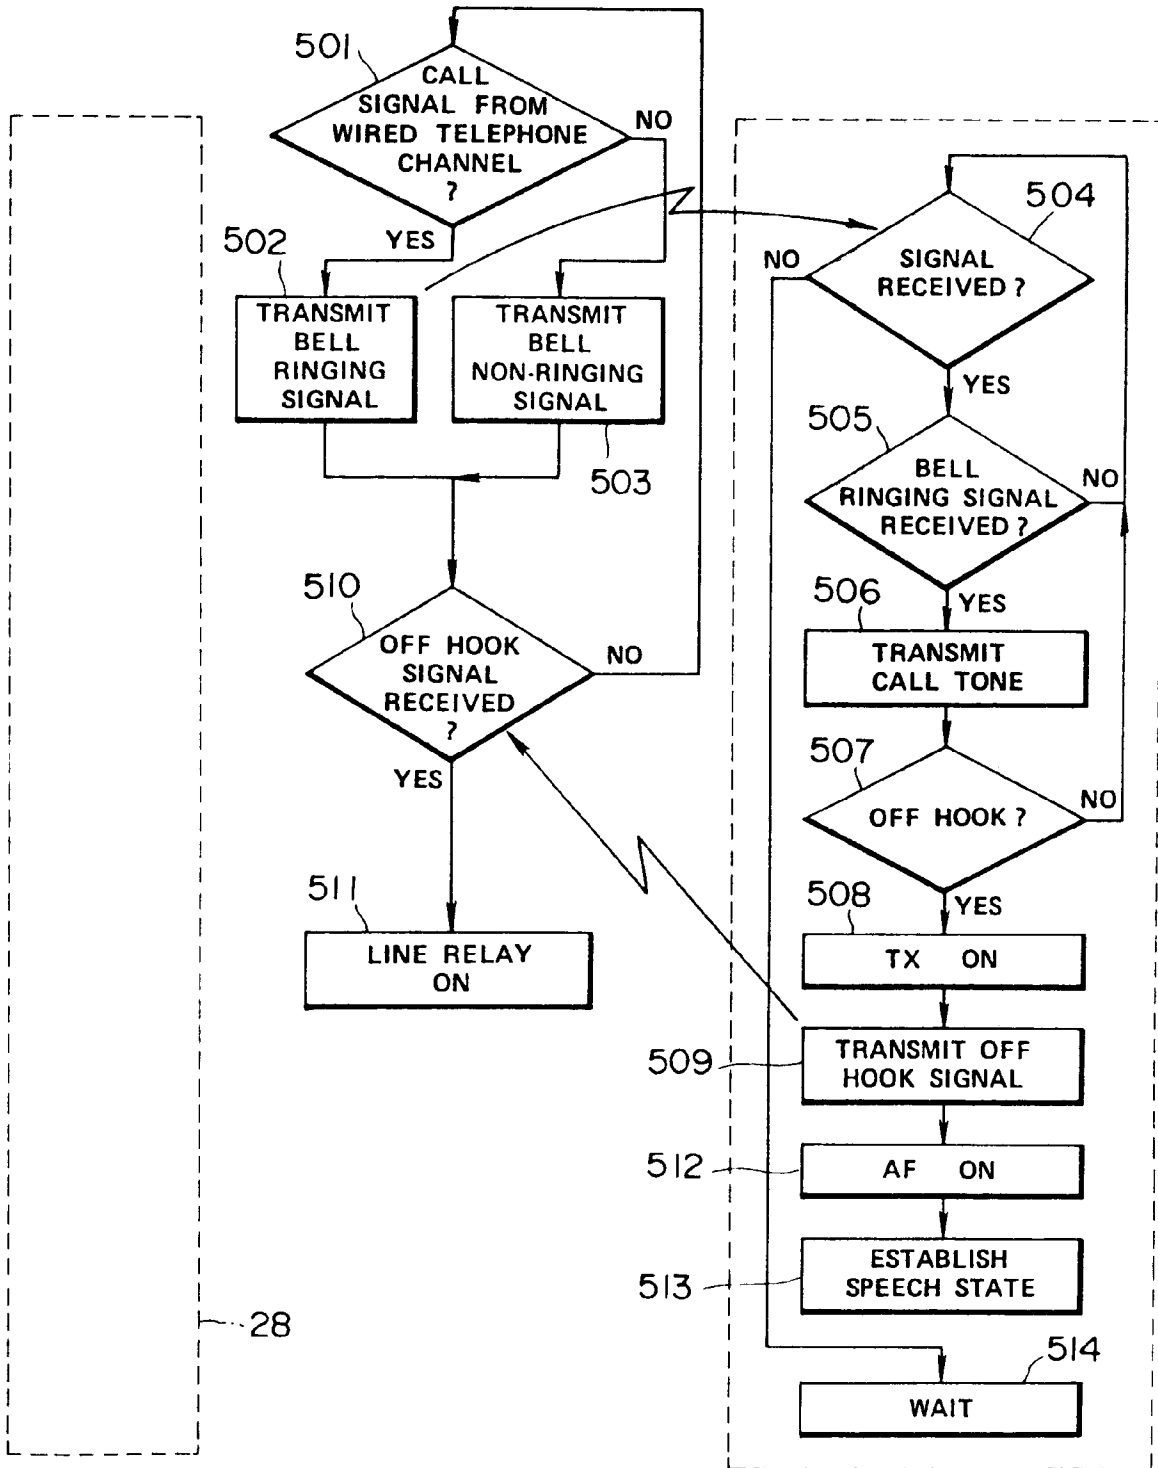 501
CALL
SIGNAL FROM
WIRED TELEPHONE
CHANNEL
?
NO
YES
502
TRANSMIT
BELL
RINGING
SIGNAL
TRANSMIT
BELL
NON-RINGING
SIGNAL
503
510
OFF HOOK
SIGNAL
RECEIVED
?
NO
YES
511
LINE RELAY
ON
28
504
SIGNAL
RECEIVED ?
NO
YES
505
BELL
RINGING SIGNAL
RECEIVED ?
NO
YES
506
TRANSMIT
CALL TONE
507
OFF HOOK ?
NO
YES
508
TX ON
509
TRANSMIT OFF
HOOK SIGNAL
512
AF ON
513
ESTABLISH
SPEECH STATE
514
WAIT